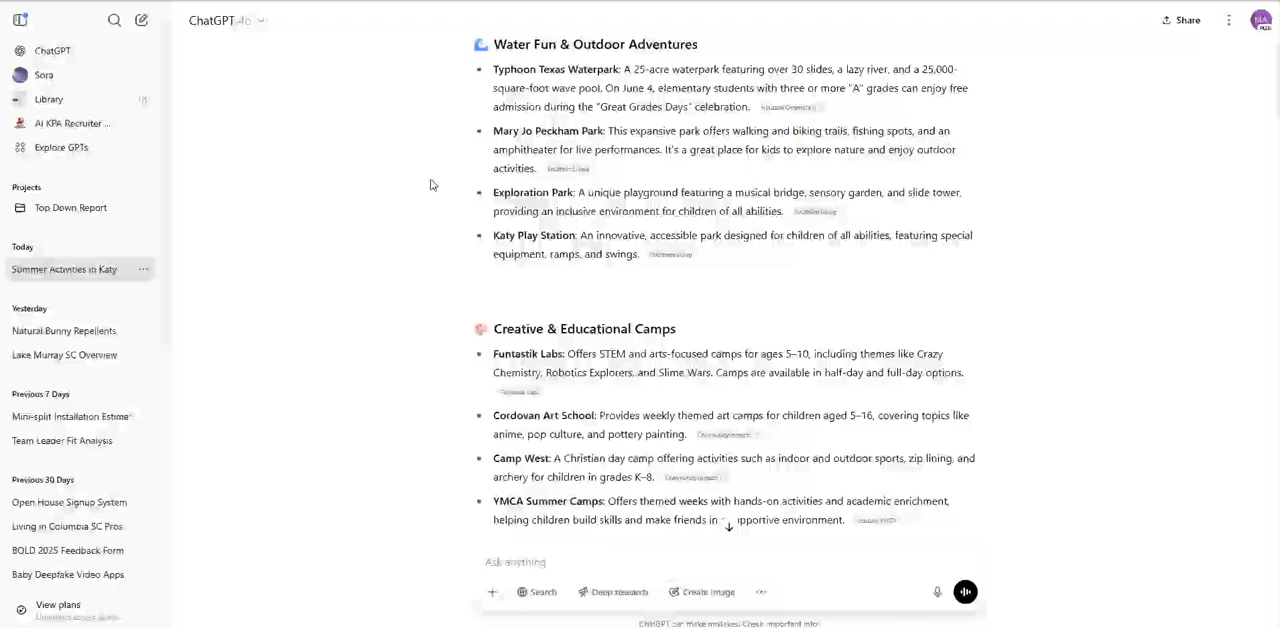 ChatGPT 4o
Share
MA
ChatGPT
Sora
Library
AI KPA Recruiter ...
Explore GPTs
Projects
Top Down Report
Today
Summer Activities in Katy
Yesterday
Natural Bunny Repellents
Lake Murray SC Overview
Previous 7 Days
Mini-split Installation Estimat
Team Leader Fit Analysis
Previous 30 Days
Open House Signup System
Living in Columbia SC Pros
BOLD 2025 Feedback Form
Baby Deepfake Video Apps
View plans
Water Fun & Outdoor Adventures
Typhoon Texas Waterpark: A 25-acre waterpark featuring over 30 slides, a lazy river, and a 25,000-
square-foot wave pool. On June 4, elementary students with three or more "A" grades can enjoy free
admission during the "Great Grades Days" celebration.
Mary Jo Peckham Park: This expansive park offers walking and biking trails, fishing spots, and an
amphitheater for live performances. It's a great place for kids to explore nature and enjoy outdoor
activities.
Exploration Park: A unique playground featuring a musical bridge, sensory garden, and slide tower,
providing an inclusive environment for children of all abilities.
Katy Play Station: An innovative, accessible park designed for children of all abilities, featuring special
equipment, ramps, and swings.
Creative & Educational Camps
Funtastik Labs: Offers STEM and arts-focused camps for ages 5–10, including themes like Crazy
Chemistry, Robotics Explorers, and Slime Wars. Camps are available in half-day and full-day options.
Cordovan Art School: Provides weekly themed art camps for children aged 5–16, covering topics like
anime, pop culture, and pottery painting.
Camp West: A Christian day camp offering activities such as indoor and outdoor sports, zip lining, and
archery for children in grades K–8.
YMCA Summer Camps: Offers themed weeks with hands-on activities and academic enrichment,
helping children build skills and make friends in pportive environment.
Ask anything
Search
Deep research
Create image
ChatGPT can make mistakes. Check important info.